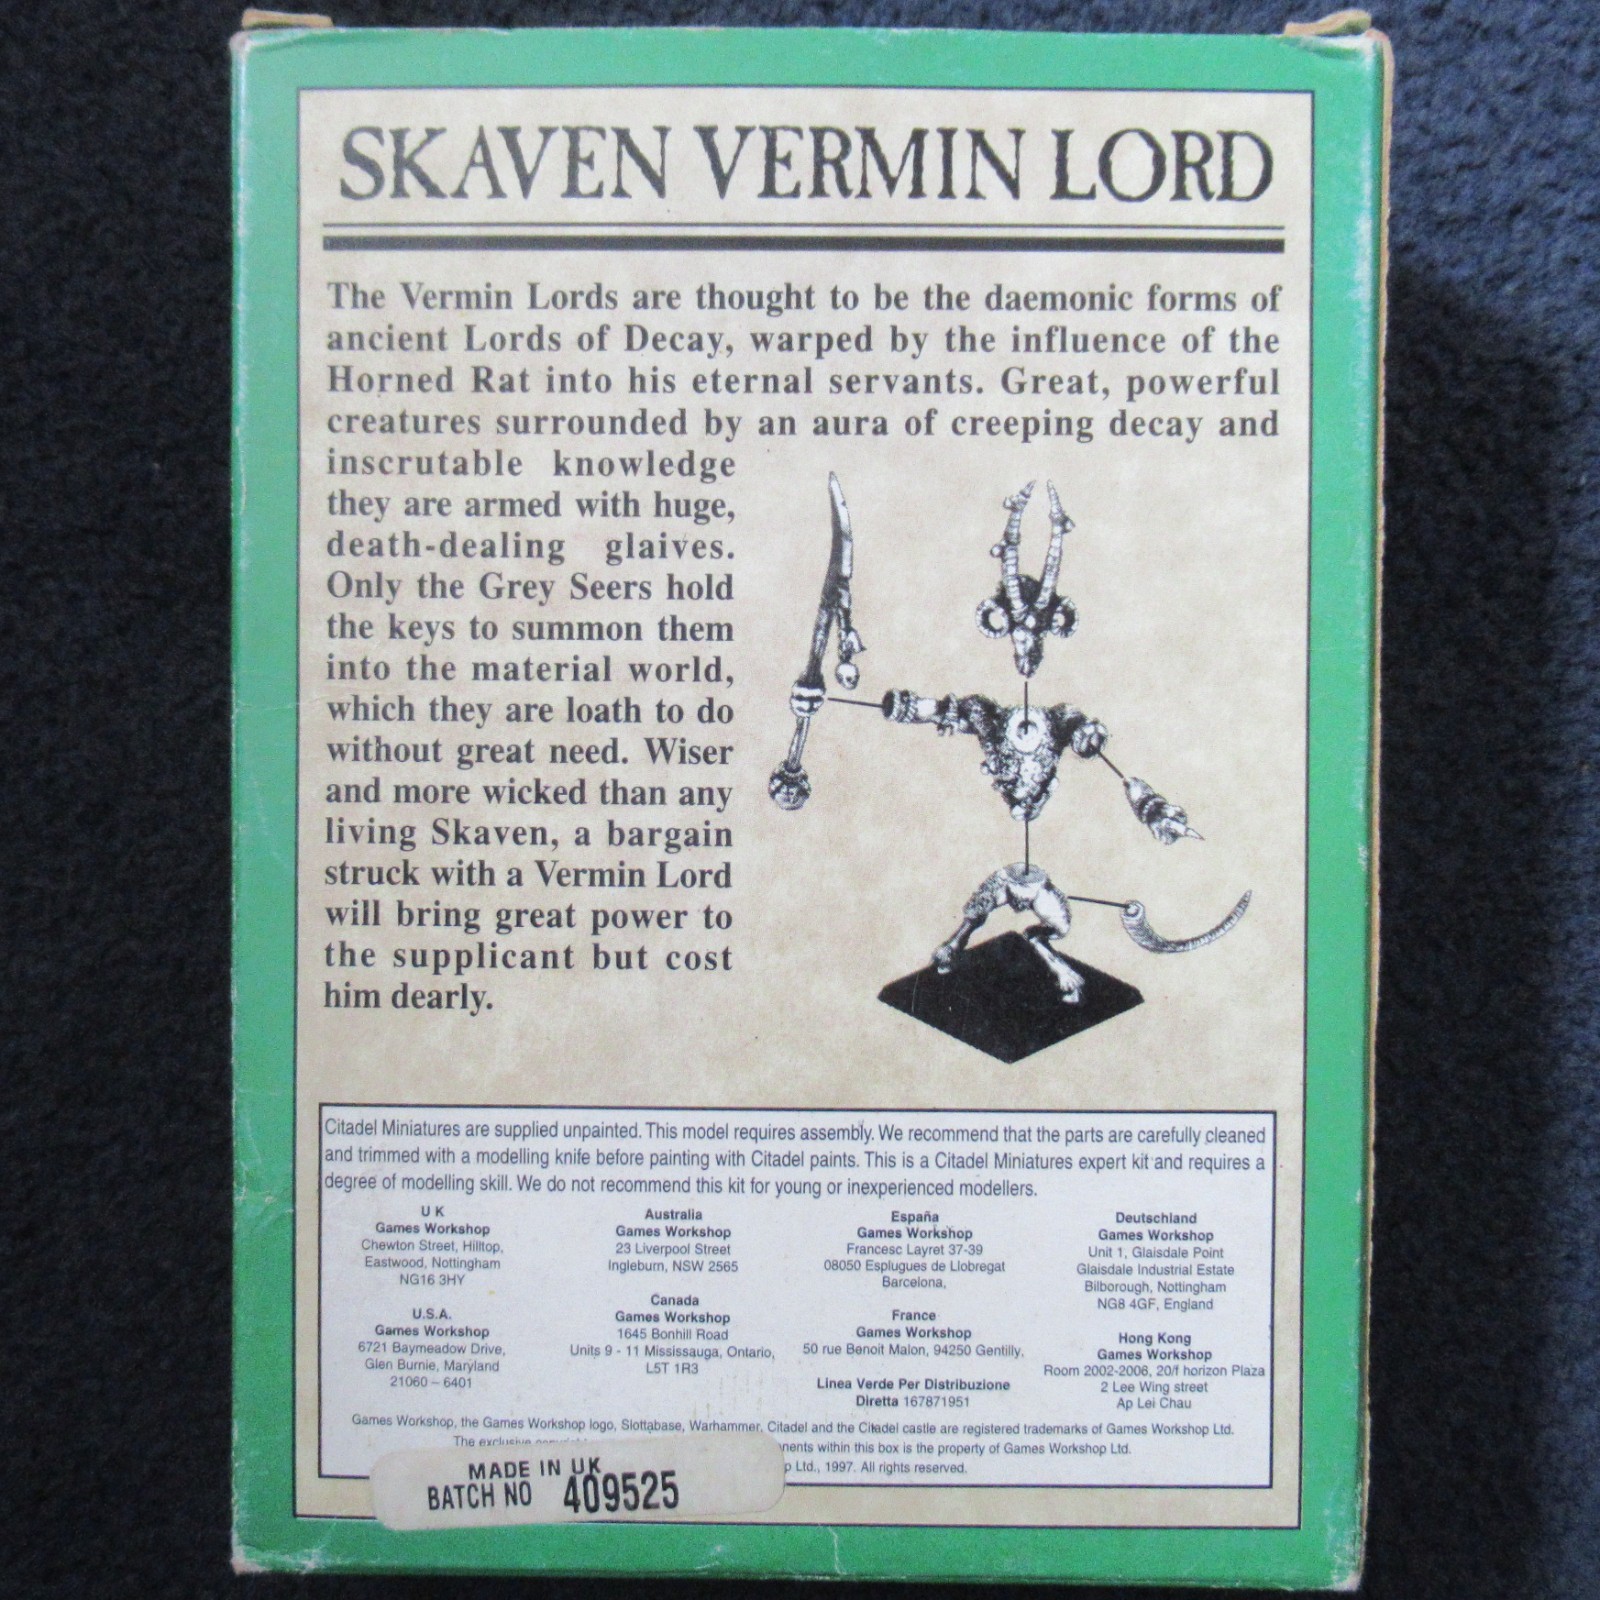 SKAVEN VERMIN LORD
The Vermin Lords are thought to be the daemonic forms of
ancient Lords of Decay, warped by the influence of the
Horned Rat into his eternal servants. Great, powerful
creatures surrounded by an aura of creeping decay and
inscrutable knowledge
they are armed with huge,
death-dealing glaives.
Only the Grey Seers hold
the keys to summon them
into the material world,
which they are loath to do
without great need. Wiser
and more wicked than any
living Skaven, a bargain
struck with a Vermin Lord
will bring great power to
the supplicant but cost
him dearly.
Citadel Miniatures are supplied unpainted. This model requires assembly. We recommend that the parts are carefully cleaned
and trimmed with a modelling knife before painting with Citadel paints. This is a Citadel Miniatures expert kit and requires a
degree of modelling skill. We do not recommend this kit for young or inexperienced modellers.
U K
Games Workshop
Chewton Street, Hilltop,
Eastwood, Nottingham
NG16 3HY
U.S.A.
Games Workshop
6721 Baymeadow Drive,
Glen Burnie, Maryland
21060 – 6401
Australia
Games Workshop
23 Liverpool Street
Ingleburn, NSW 2565
Canada
Games Workshop
1645 Bonhill Road
Units 9 - 11 Mississauga, Ontario,
L5T 1R3
España
Games Workshop
Francesc Layret 37-39
08050 Esplugues de Llobregat
Barcelona,
France
Games Workshop
50 rue Benoit Malon, 94250 Gentilly,
Linea Verde Per Distribuzione
Diretta 167871951
Deutschland
Games Workshop
Unit 1, Glaisdale Point
Glaisdale Industrial Estate
Bilborough, Nottingham
NG8 4GF, England
Hong Kong
Games Workshop
Room 2002-2006, 20/f horizon Plaza
2 Lee Wing street
Ap Lei Chau
Games Workshop, the Games Workshop logo, Slottabase, Warhammer, Citadel and the Citadel castle are registered trademarks of Games Workshop Ltd.
The exclusive within this box is the property of Games Workshop Ltd.
Ltd., 1997. All rights reserved.
MADE IN UK
BATCH NO 409525